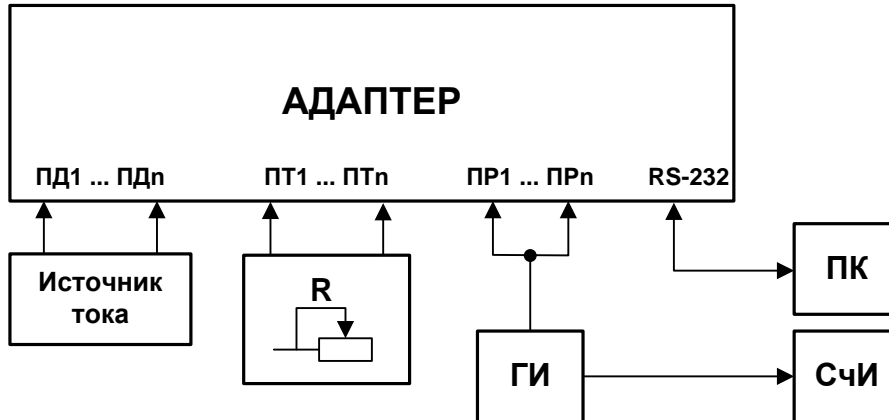 АДАПТЕР
ПД1 ... ПДn ПТ1 ... ПТn ПР1 ... ПРn RS-232
Источник
тока
R
ПК
ГИ
СчИ